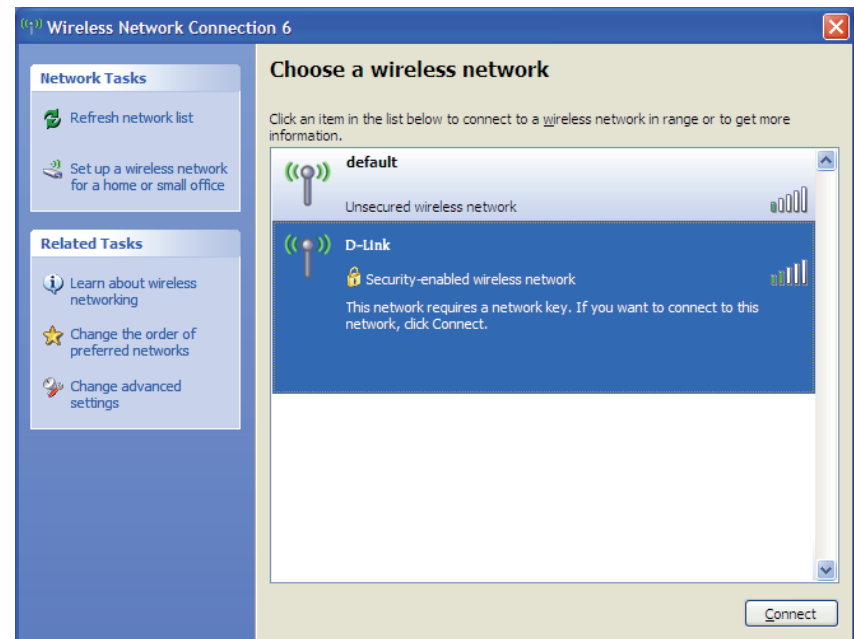 Wireless Network Connection 6
Network Tasks
Refresh network list
Set up a wireless network
for a home or small office
Related Tasks
Learn about wireless
networking
Change the order of
preferred networks
Change advanced
settings
Choose a wireless network
Click an item in the list below to connect to a wireless network in range or to get more
information.
default
Unsecured wireless network
D-Link
Security-enabled wireless network
This network requires a network key. If you want to connect to this
network, click Connect.
Connect